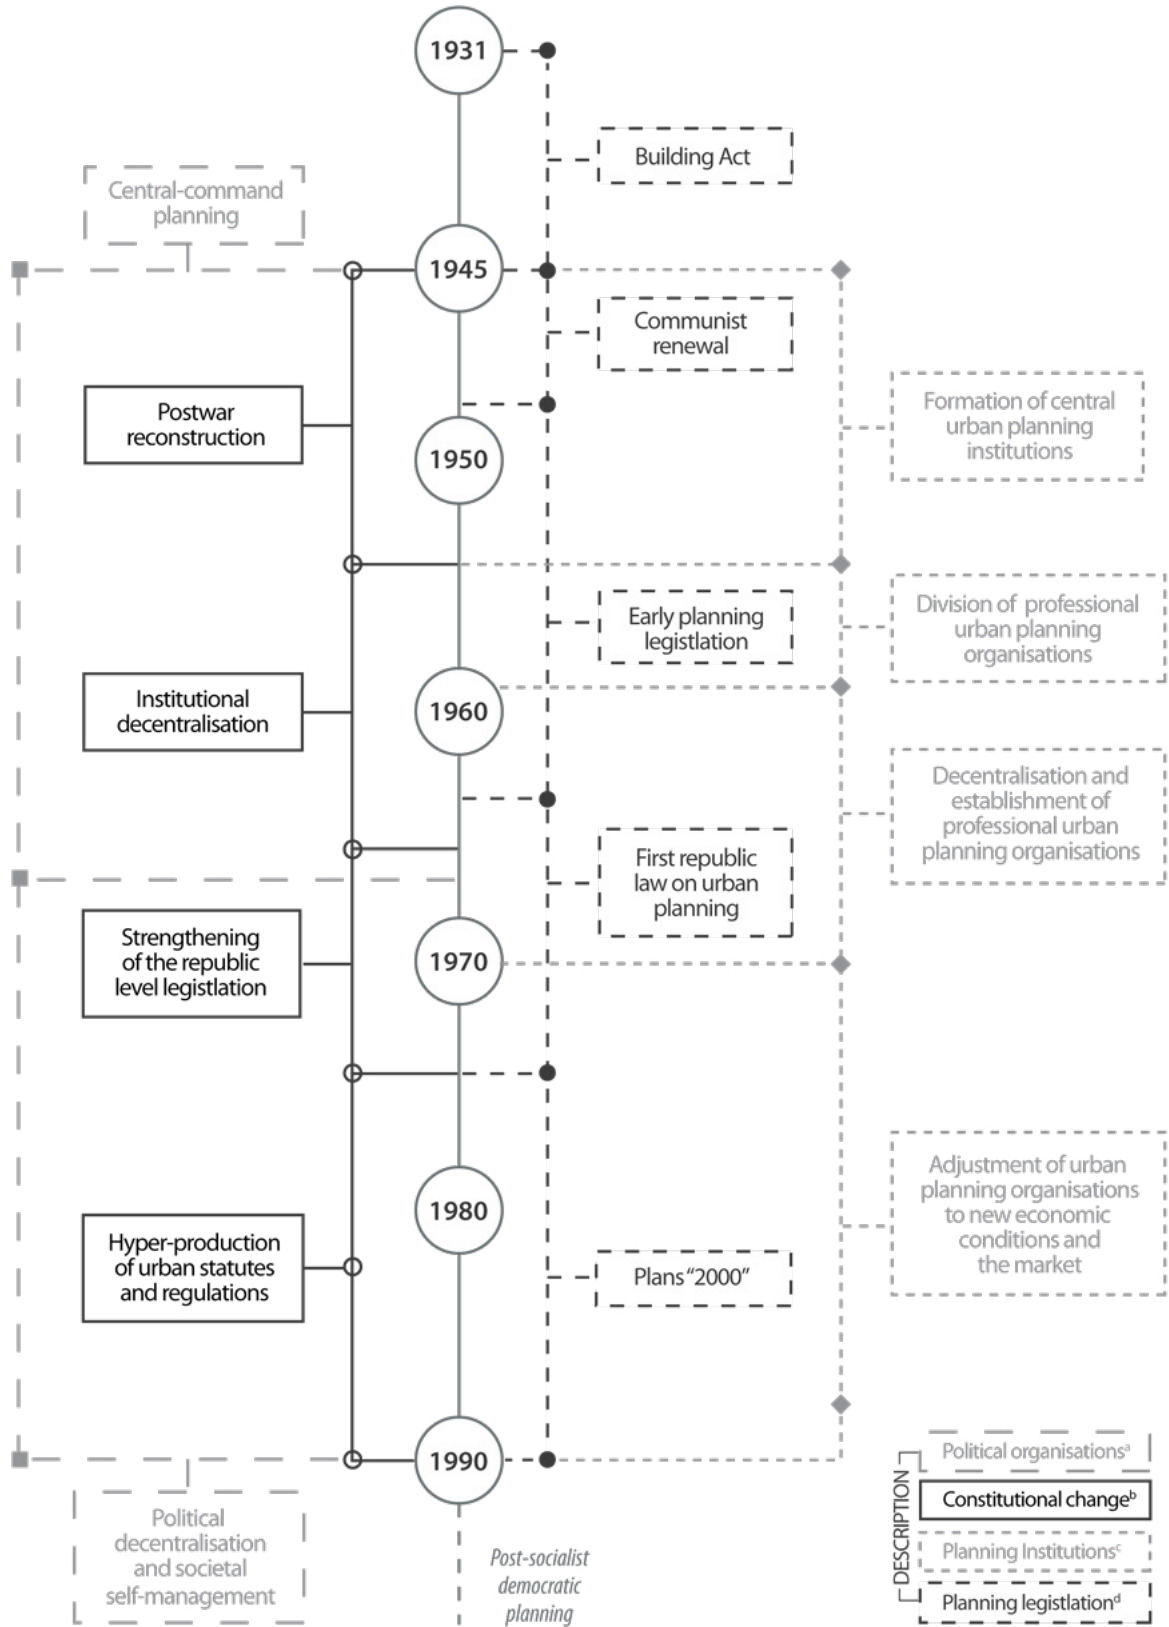 1931
Building Act
Central-command
planning
1945
Communist
renewal
Postwar
reconstruction
Formation of central
urban planning
institutions
1950
Early planning
legistlation
Division of professional
urban planning
organisations
Institutional
decentralisation
1960
Decentralisation and
establishment of
professional urban
planning organisations
First republic
law on urban
planning
Strengthening
of the republic
level legistlation
1970
Adjustment of urban
planning organisations
to new economic
conditions and
the market
1980
Hyper-production
of urban statutes
and regulations
Plans “2000”
1990
Political
decentralisation
and societal
self-management
Post-socialist
democratic
planning
DESCRIPTION
Political organisationsᵃ
Constitutional changeᵇ
Planning Institutionsᶜ
Planning legistlationᵈ